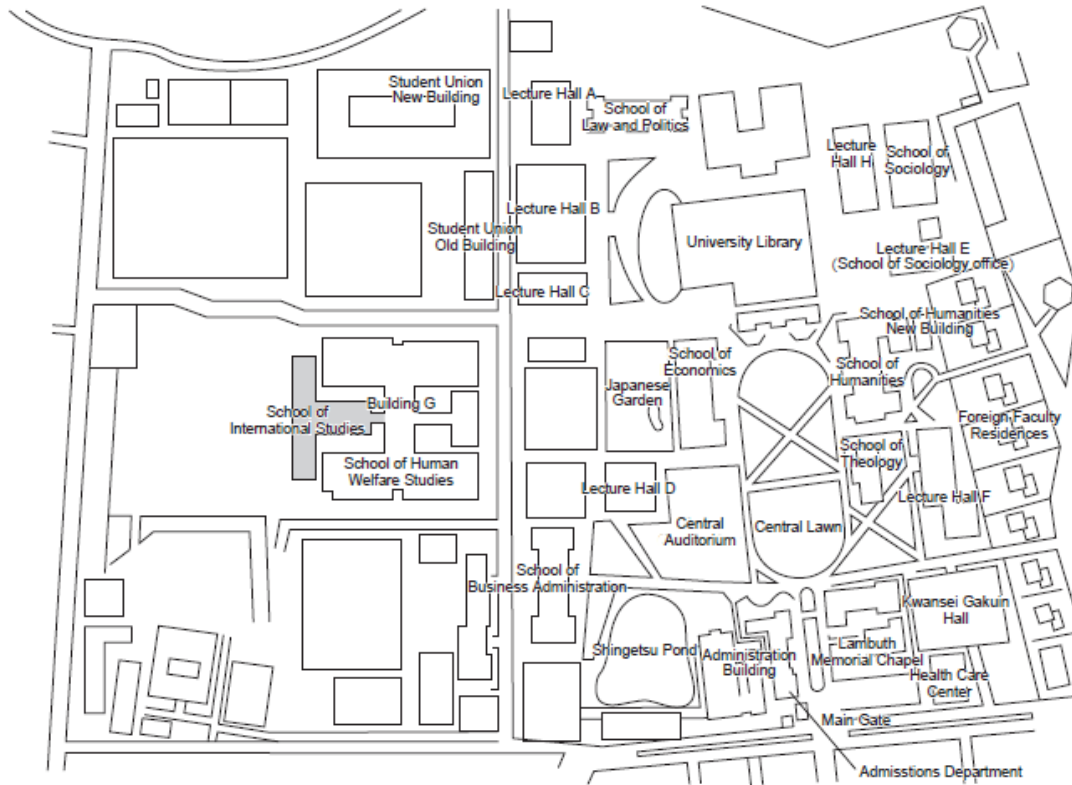 Student Union
New Building
Lecture Hall A
School of
Law and Politics
Lecture
Hall H
School of
Sociology
Lecture Hall B
Student Union
Old Building
University Library
Lecture Hall E
(School of Sociology office)
Lecture Hall C
School of Humanities
New Building
School of
Economics
School of
Humanities
Japanese
Garden
Building G
School of
International Studies
Foreign Faculty
Residences
School of
Theology
School of Human
Welfare Studies
Lecture Hall D
Lecture Hall F
Central
Auditorium
Central Lawn
School of
Business Administration
Kwansei Gakuin
Hall
Shingetsu Pond
Administration
Building
Lambuth
Memorial Chapel
Health Care
Center
Main Gate
Admisstions Department